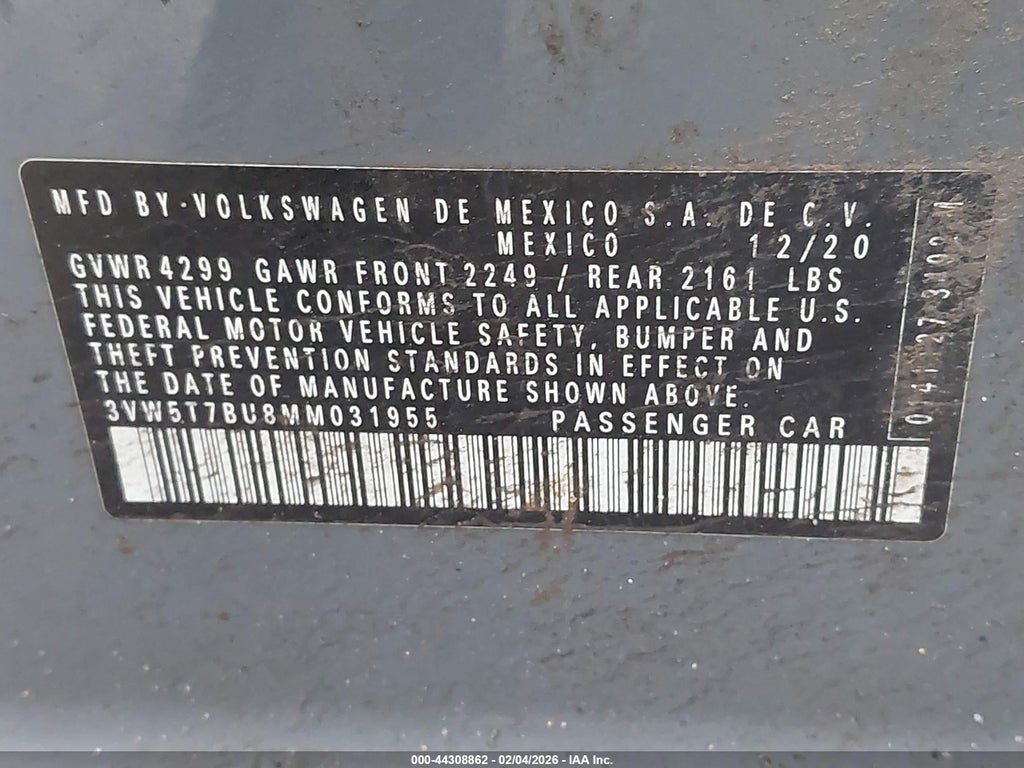 MFD BY-VOLKSWAGEN DE MEXICO S.A. DE C.V.
MEXICO 12/20
GVWR 4299 GAWR FRONT 2249 / REAR 2161 LBS
THIS VEHICLE CONFORMS TO ALL APPLICABLE U.S.
FEDERAL MOTOR VEHICLE SAFETY, BUMPER AND
THEFT PREVENTION STANDARDS IN EFFECT ON
THE DATE OF MANUFACTURE SHOWN ABOVE.
3VW5T7BU8MM031955 PASSENGER CAR
000-44308862 - 02/04/2026 - IAA Inc.